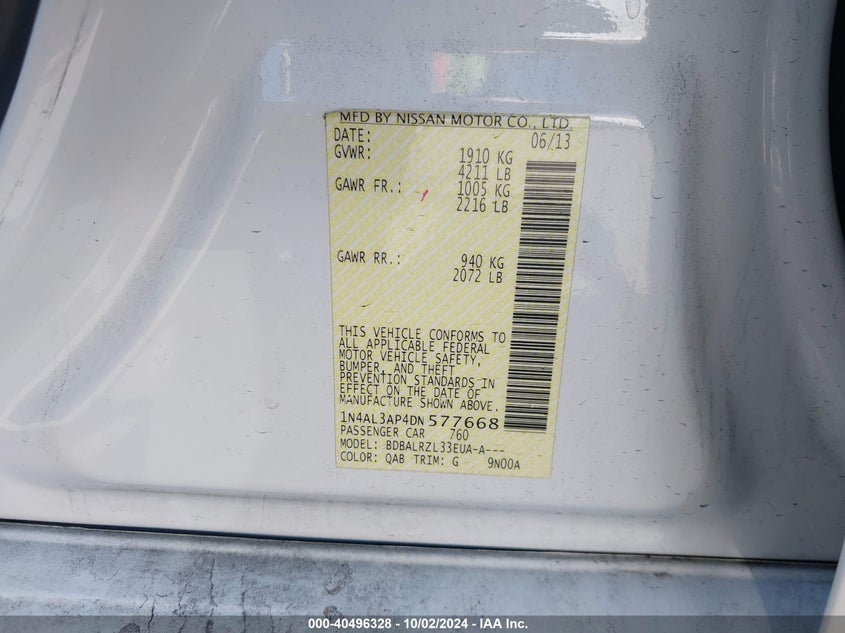 MFD BY NISSAN MOTOR CO., LTD.
DATE: 06/13
GVWR: 1910 KG
4211 LB
GAWR FR.: 1005 KG
2216 LB
GAWR RR.: 940 KG
2072 LB
THIS VEHICLE CONFORMS TO
ALL APPLICABLE FEDERAL
MOTOR VEHICLE SAFETY,
BUMPER, AND THEFT
PREVENTION STANDARDS IN
EFFECT ON THE DATE OF
MANUFACTURE SHOWN ABOVE.
1N4AL3AP4DN577668
PASSENGER CAR 760
MODEL: BDBALRZL33EUA-A---
COLOR: QAB TRIM: G 9N00A
000-40496328 - 10/02/2024 - IAA Inc.